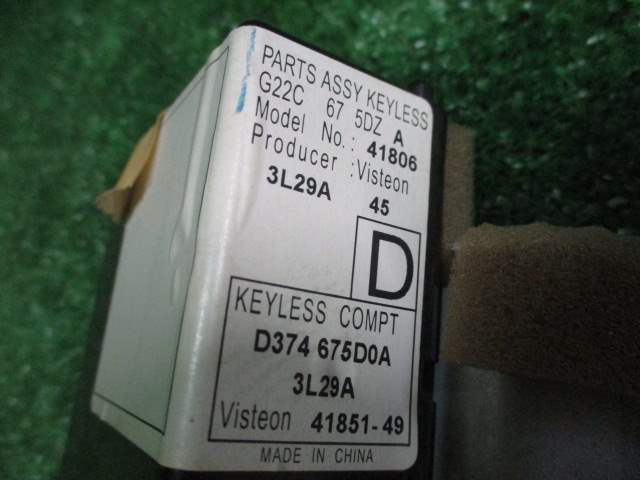 PARTS ASSY KEYLESS
G22C 67 5DZ A
Model No.: 41806
Producer :Visteon
3L29A 45
D
KEYLESS COMPT
D374 675D0A
3L29A
Visteon 41851-49
MADE IN CHINA